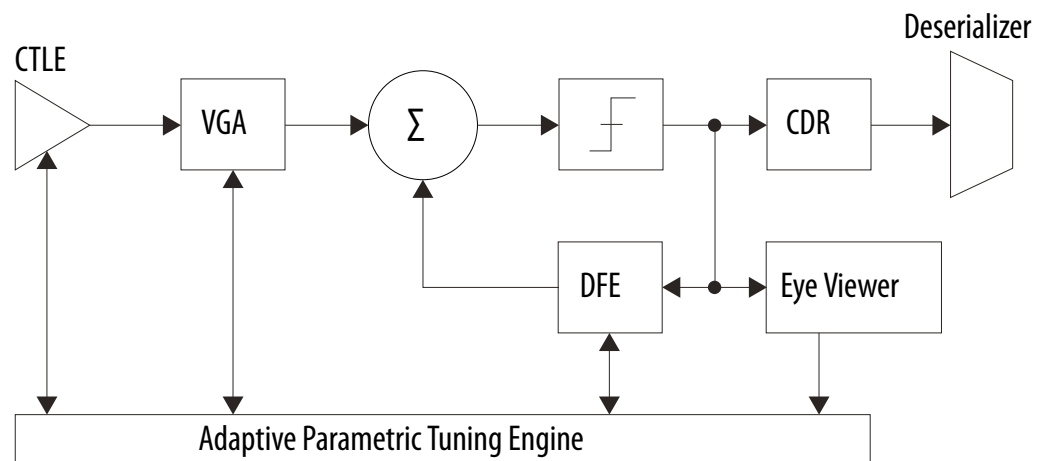 Deserializer
CTLE
VGA
Σ
CDR
DFE
Eye Viewer
Adaptive Parametric Tuning Engine